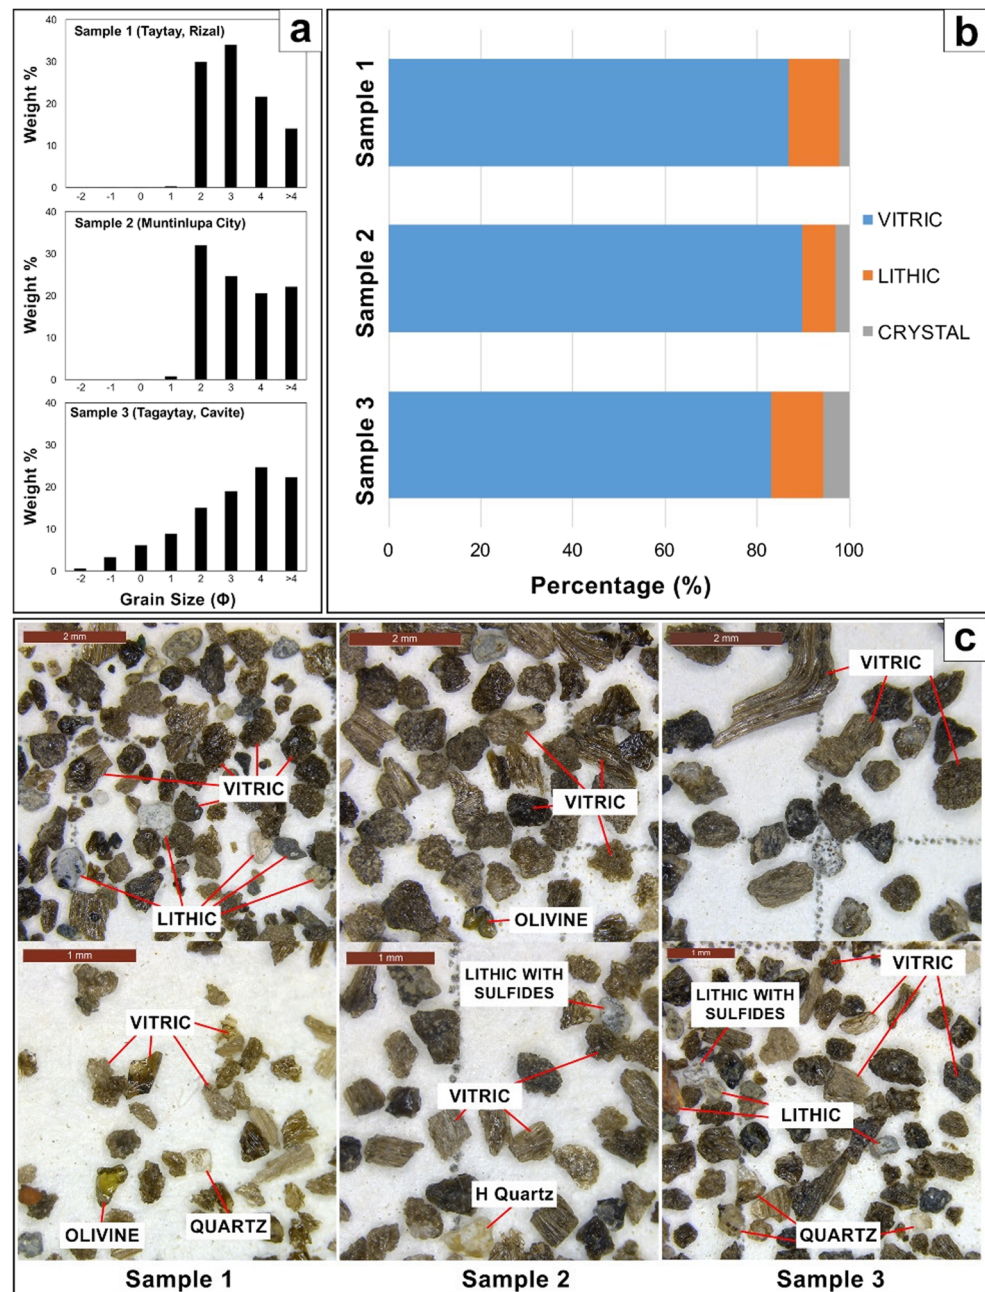 a
Sample 1 (Taytay, Rizal)
Weight %
40
30
20
10
0
-2 -1 0 1 2 3 4 >4
Sample 2 (Muntinlupa City)
Weight %
40
30
20
10
0
-2 -1 0 1 2 3 4 >4
Sample 3 (Tagaytay, Cavite)
Weight %
40
30
20
10
0
-2 -1 0 1 2 3 4 >4
Grain Size (Φ)
b
Sample 1
Sample 2
Sample 3
0 20 40 60 80 100
Percentage (%)
VITRIC
LITHIC
CRYSTAL
c
2 mm
VITRIC
LITHIC
2 mm
VITRIC
OLIVINE
2 mm
VITRIC
1 mm
VITRIC
OLIVINE
QUARTZ
1 mm
LITHIC WITH
SULFIDES
VITRIC
H Quartz
1 mm
VITRIC
LITHIC WITH
SULFIDES
LITHIC
QUARTZ
Sample 1
Sample 2
Sample 3